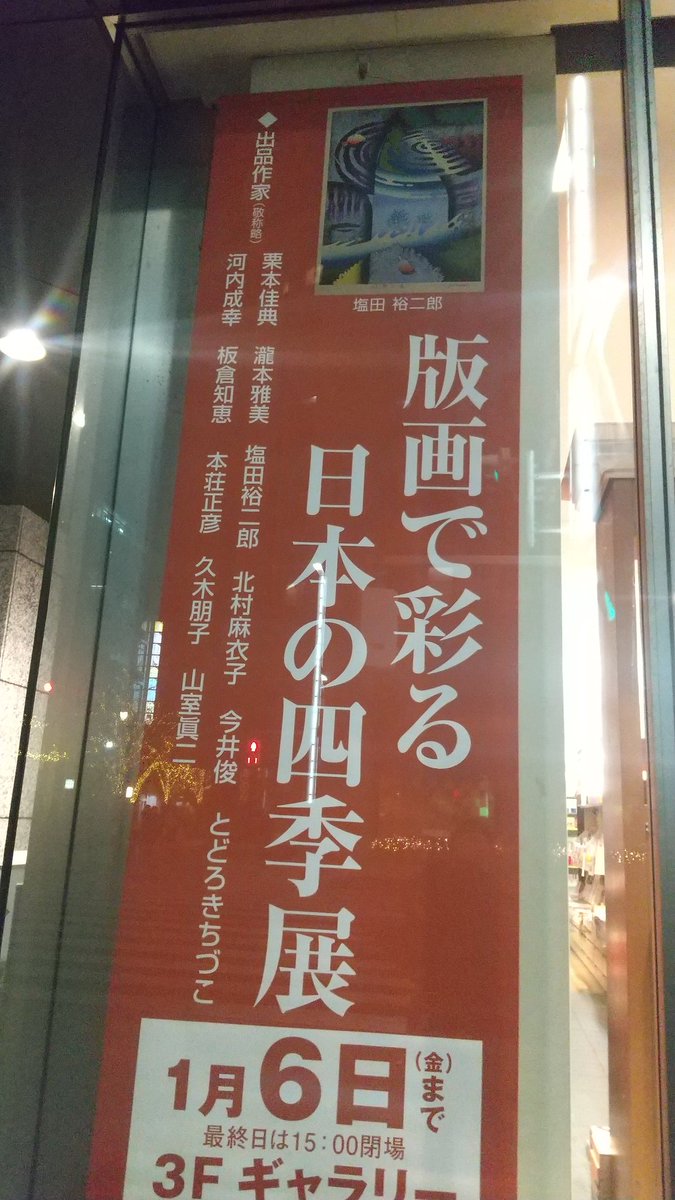 塩田 裕二郎
版画で彩る
日本の四季展
◆出品作家(敬称略)
栗本佳典 瀧本雅美 塩田裕二郎 北村麻衣子 今井俊 とどろきちづこ
河内成幸 板倉知恵 本荘正彦 久木朋子 山室眞二
1月6日(金)まで
最終日は15:00閉場
3F ギャラリー